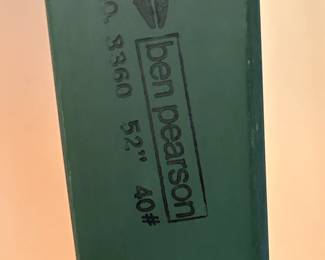 ben pearson
O. 3360 52" 40#